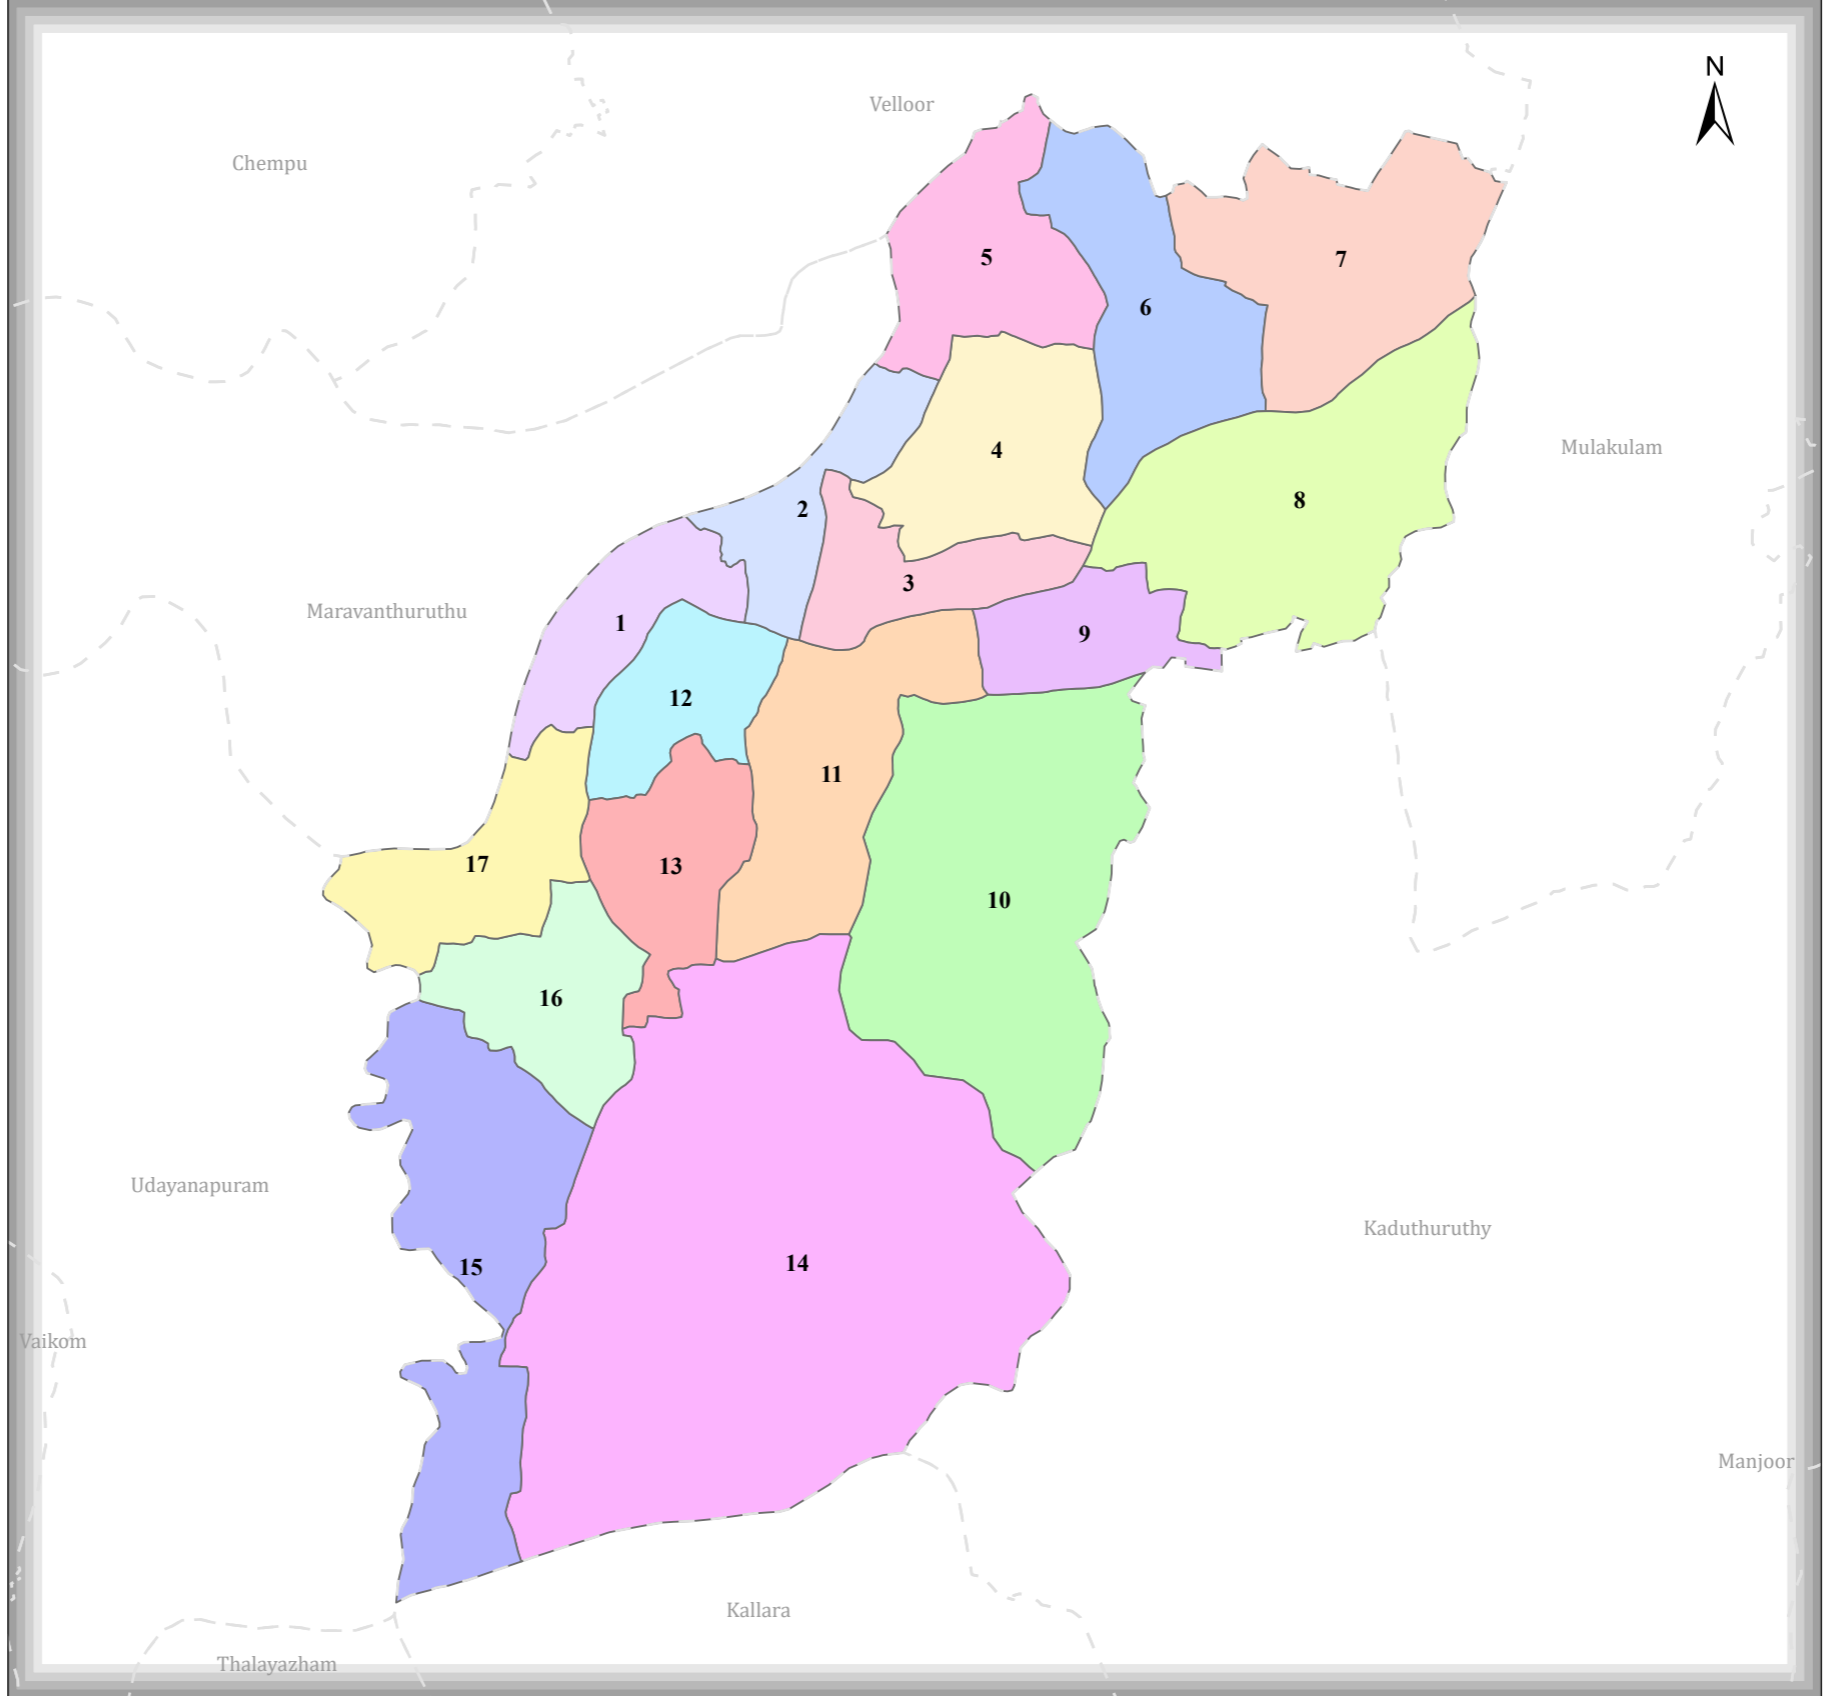 N
Velloor
Chempu
5
7
6
Mulakulam
4
8
2
3
Maravanthuruthu
1
9
12
11
17
13
10
16
Udayanapuram
Kaduthuruthy
14
15
Vaikom
Manjoor
Kallara
Thalayazham